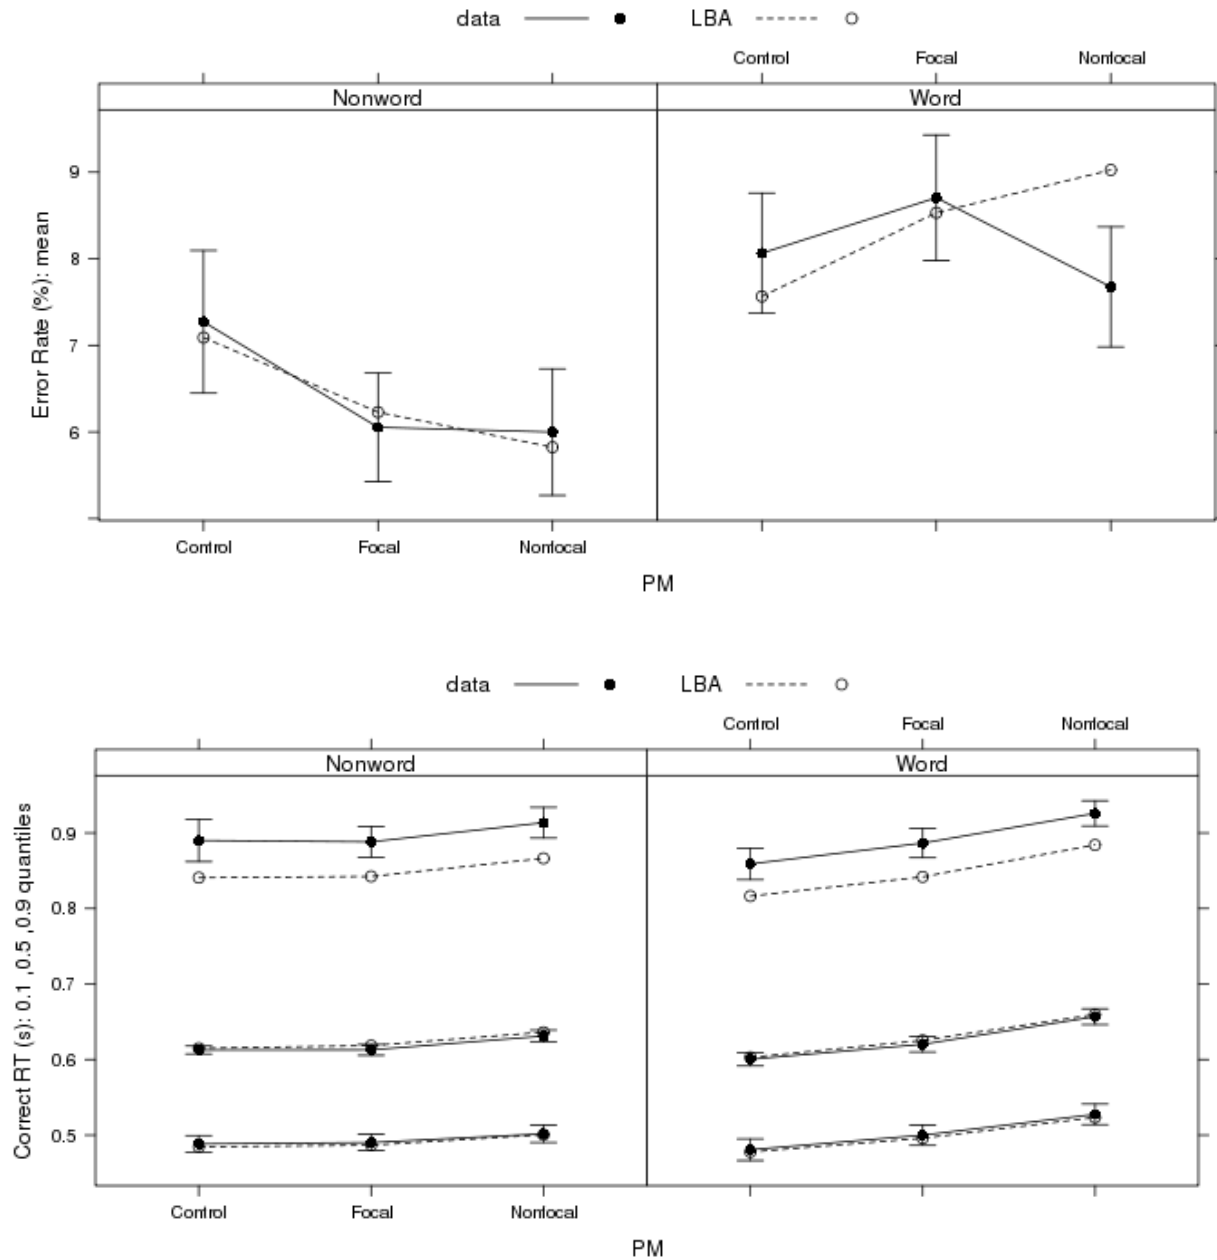 data LBA
Control Focal Nonfocal
Nonword Word
9
8
7
6
Error Rate (%): mean
Control Focal Nonfocal
PM
data LBA
Control Focal Nonfocal
Nonword Word
0.9
0.8
0.7
0.6
0.5
Correct RT (s): 0.1 ,0.5 ,0.9 quantiles
Control Focal Nonfocal
PM